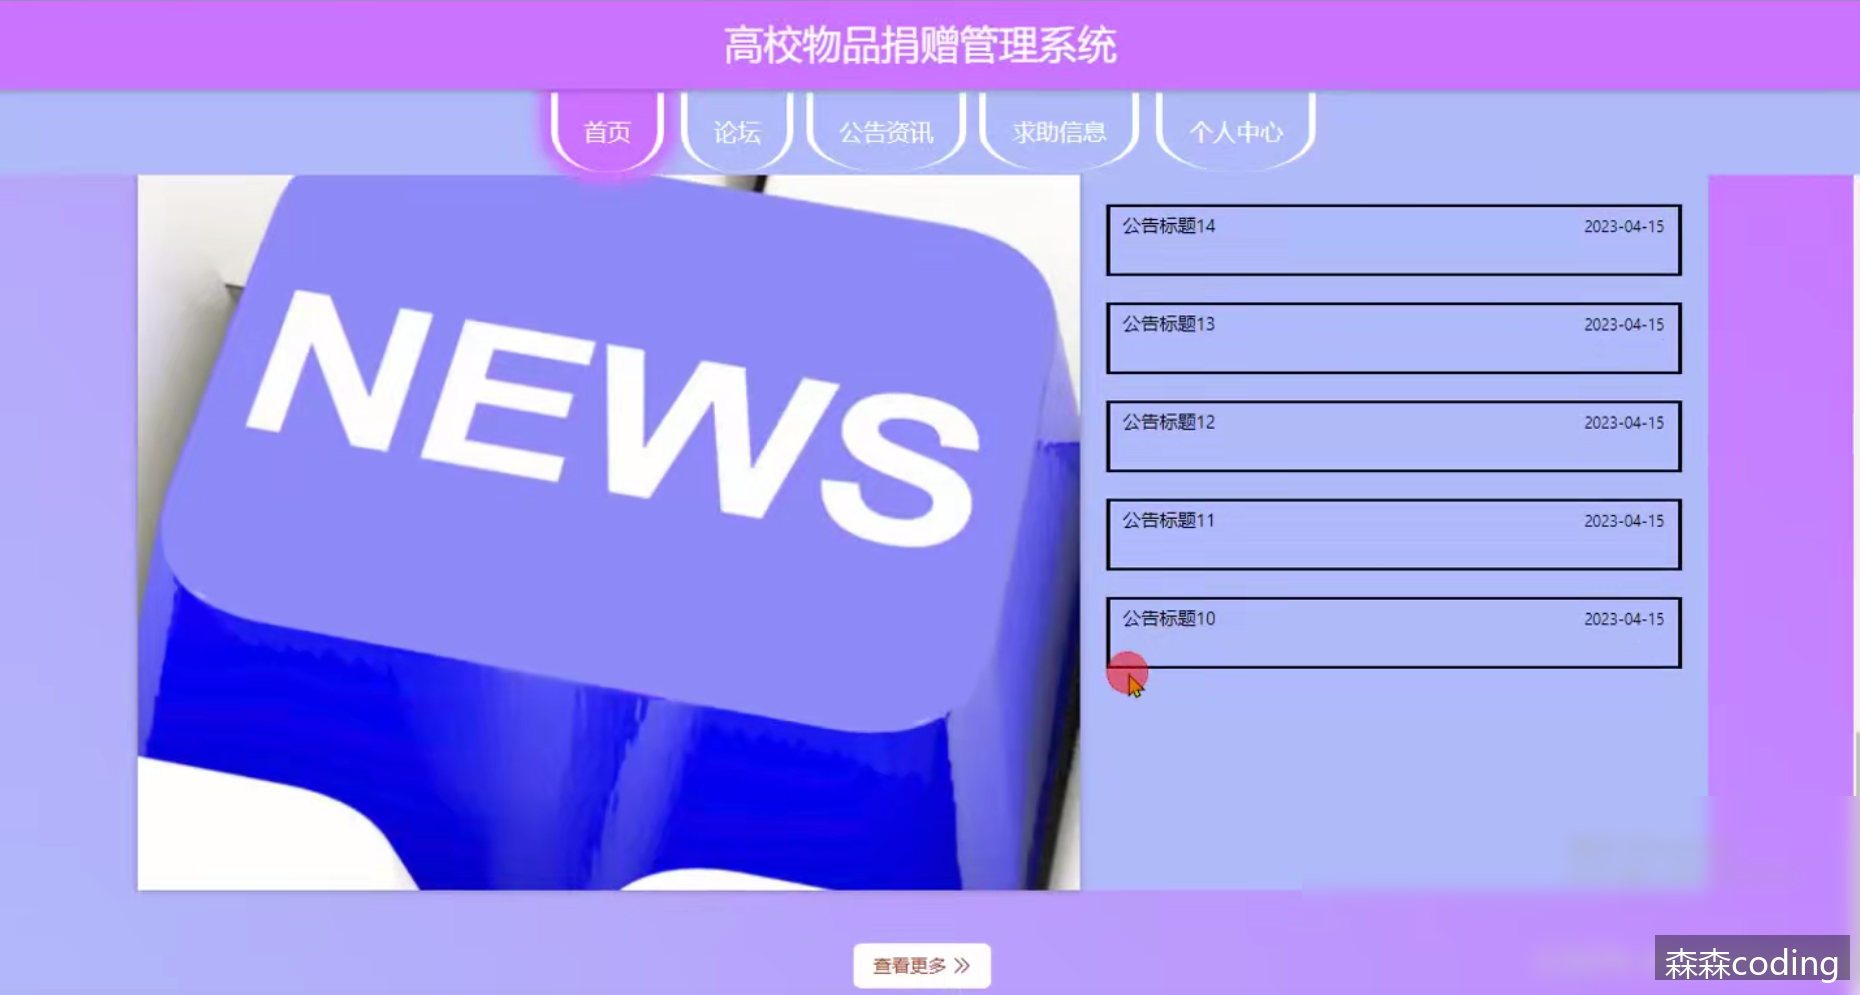 高校物品捐赠管理系统
首页 论坛 公告资讯 求助信息 个人中心
NEWS
公告标题14 2023-04-15
公告标题13 2023-04-15
公告标题12 2023-04-15
公告标题11 2023-04-15
公告标题10 2023-04-15
查看更多 >>
森森coding